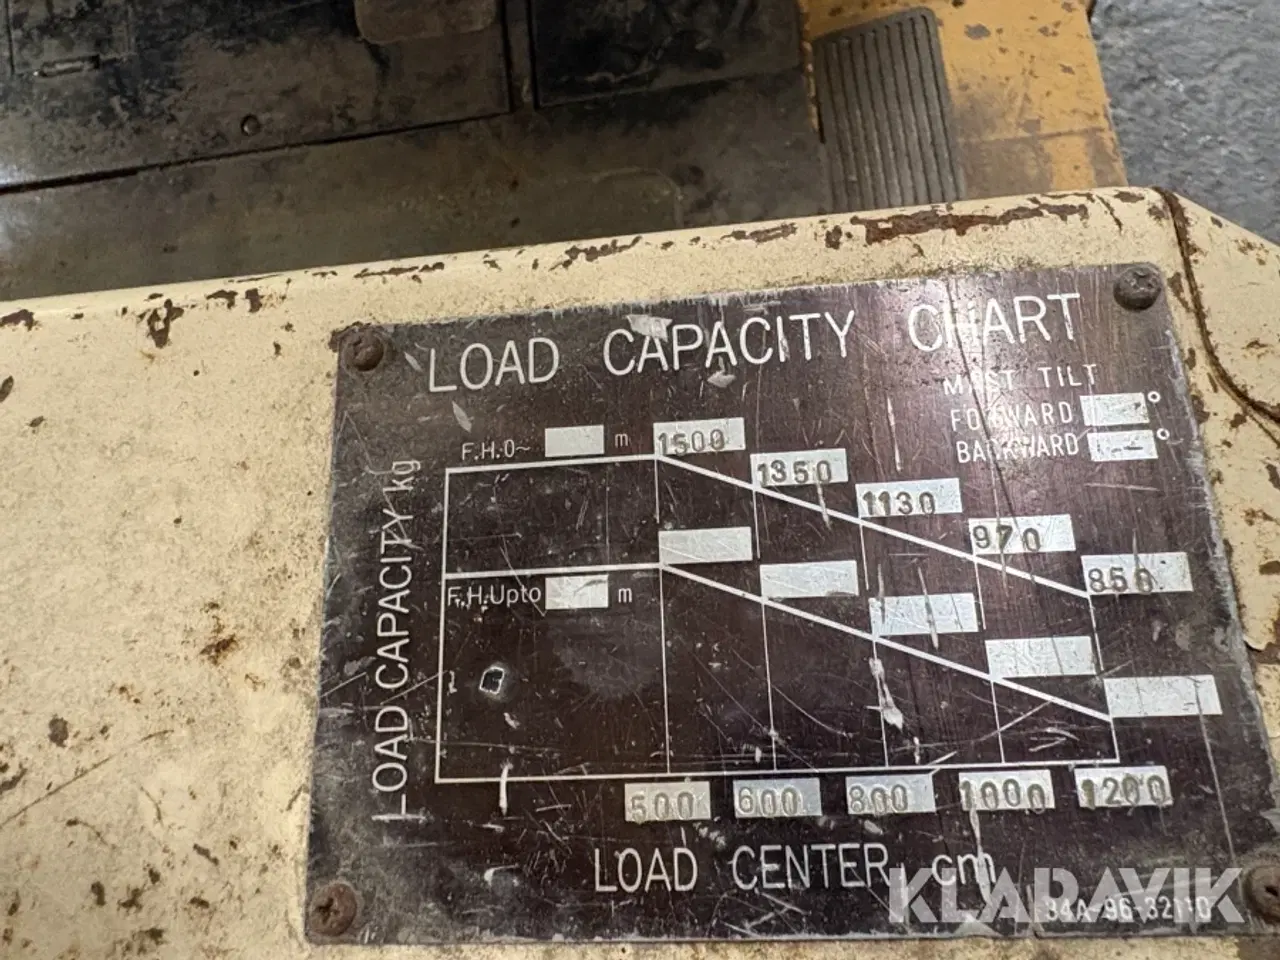 LOAD CAPACITY CHART
MAST TILT
FORWARD - °
BACKWARD - °
F.H.0~ m
1500
1350
1130
970
850
F.H.Upto m
LOAD CAPACITY kg
500 600 800 1000 1200
LOAD CENTER cm
KLARAVIK